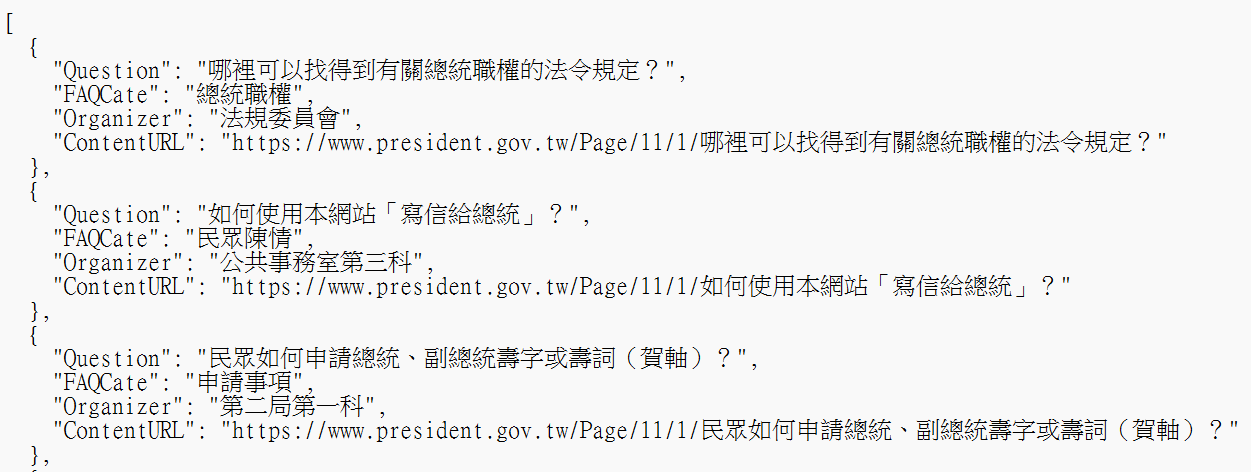 [
  {
    "Question": "哪裡可以找得到有關總統職權的法令規定？",
    "FAQCate": "總統職權",
    "Organizer": "法規委員會",
    "ContentURL": "https://www.president.gov.tw/Page/11/1/哪裡可以找得到有關總統職權的法令規定？"
  },
  {
    "Question": "如何使用本網站「寫信給總統」？",
    "FAQCate": "民眾陳情",
    "Organizer": "公共事務室第三科",
    "ContentURL": "https://www.president.gov.tw/Page/11/1/如何使用本網站「寫信給總統」？"
  },
  {
    "Question": "民眾如何申請總統、副總統壽字或壽詞（賀軸）？",
    "FAQCate": "申請事項",
    "Organizer": "第二局第一科",
    "ContentURL": "https://www.president.gov.tw/Page/11/1/民眾如何申請總統、副總統壽字或壽詞（賀軸）？"
  },
  {